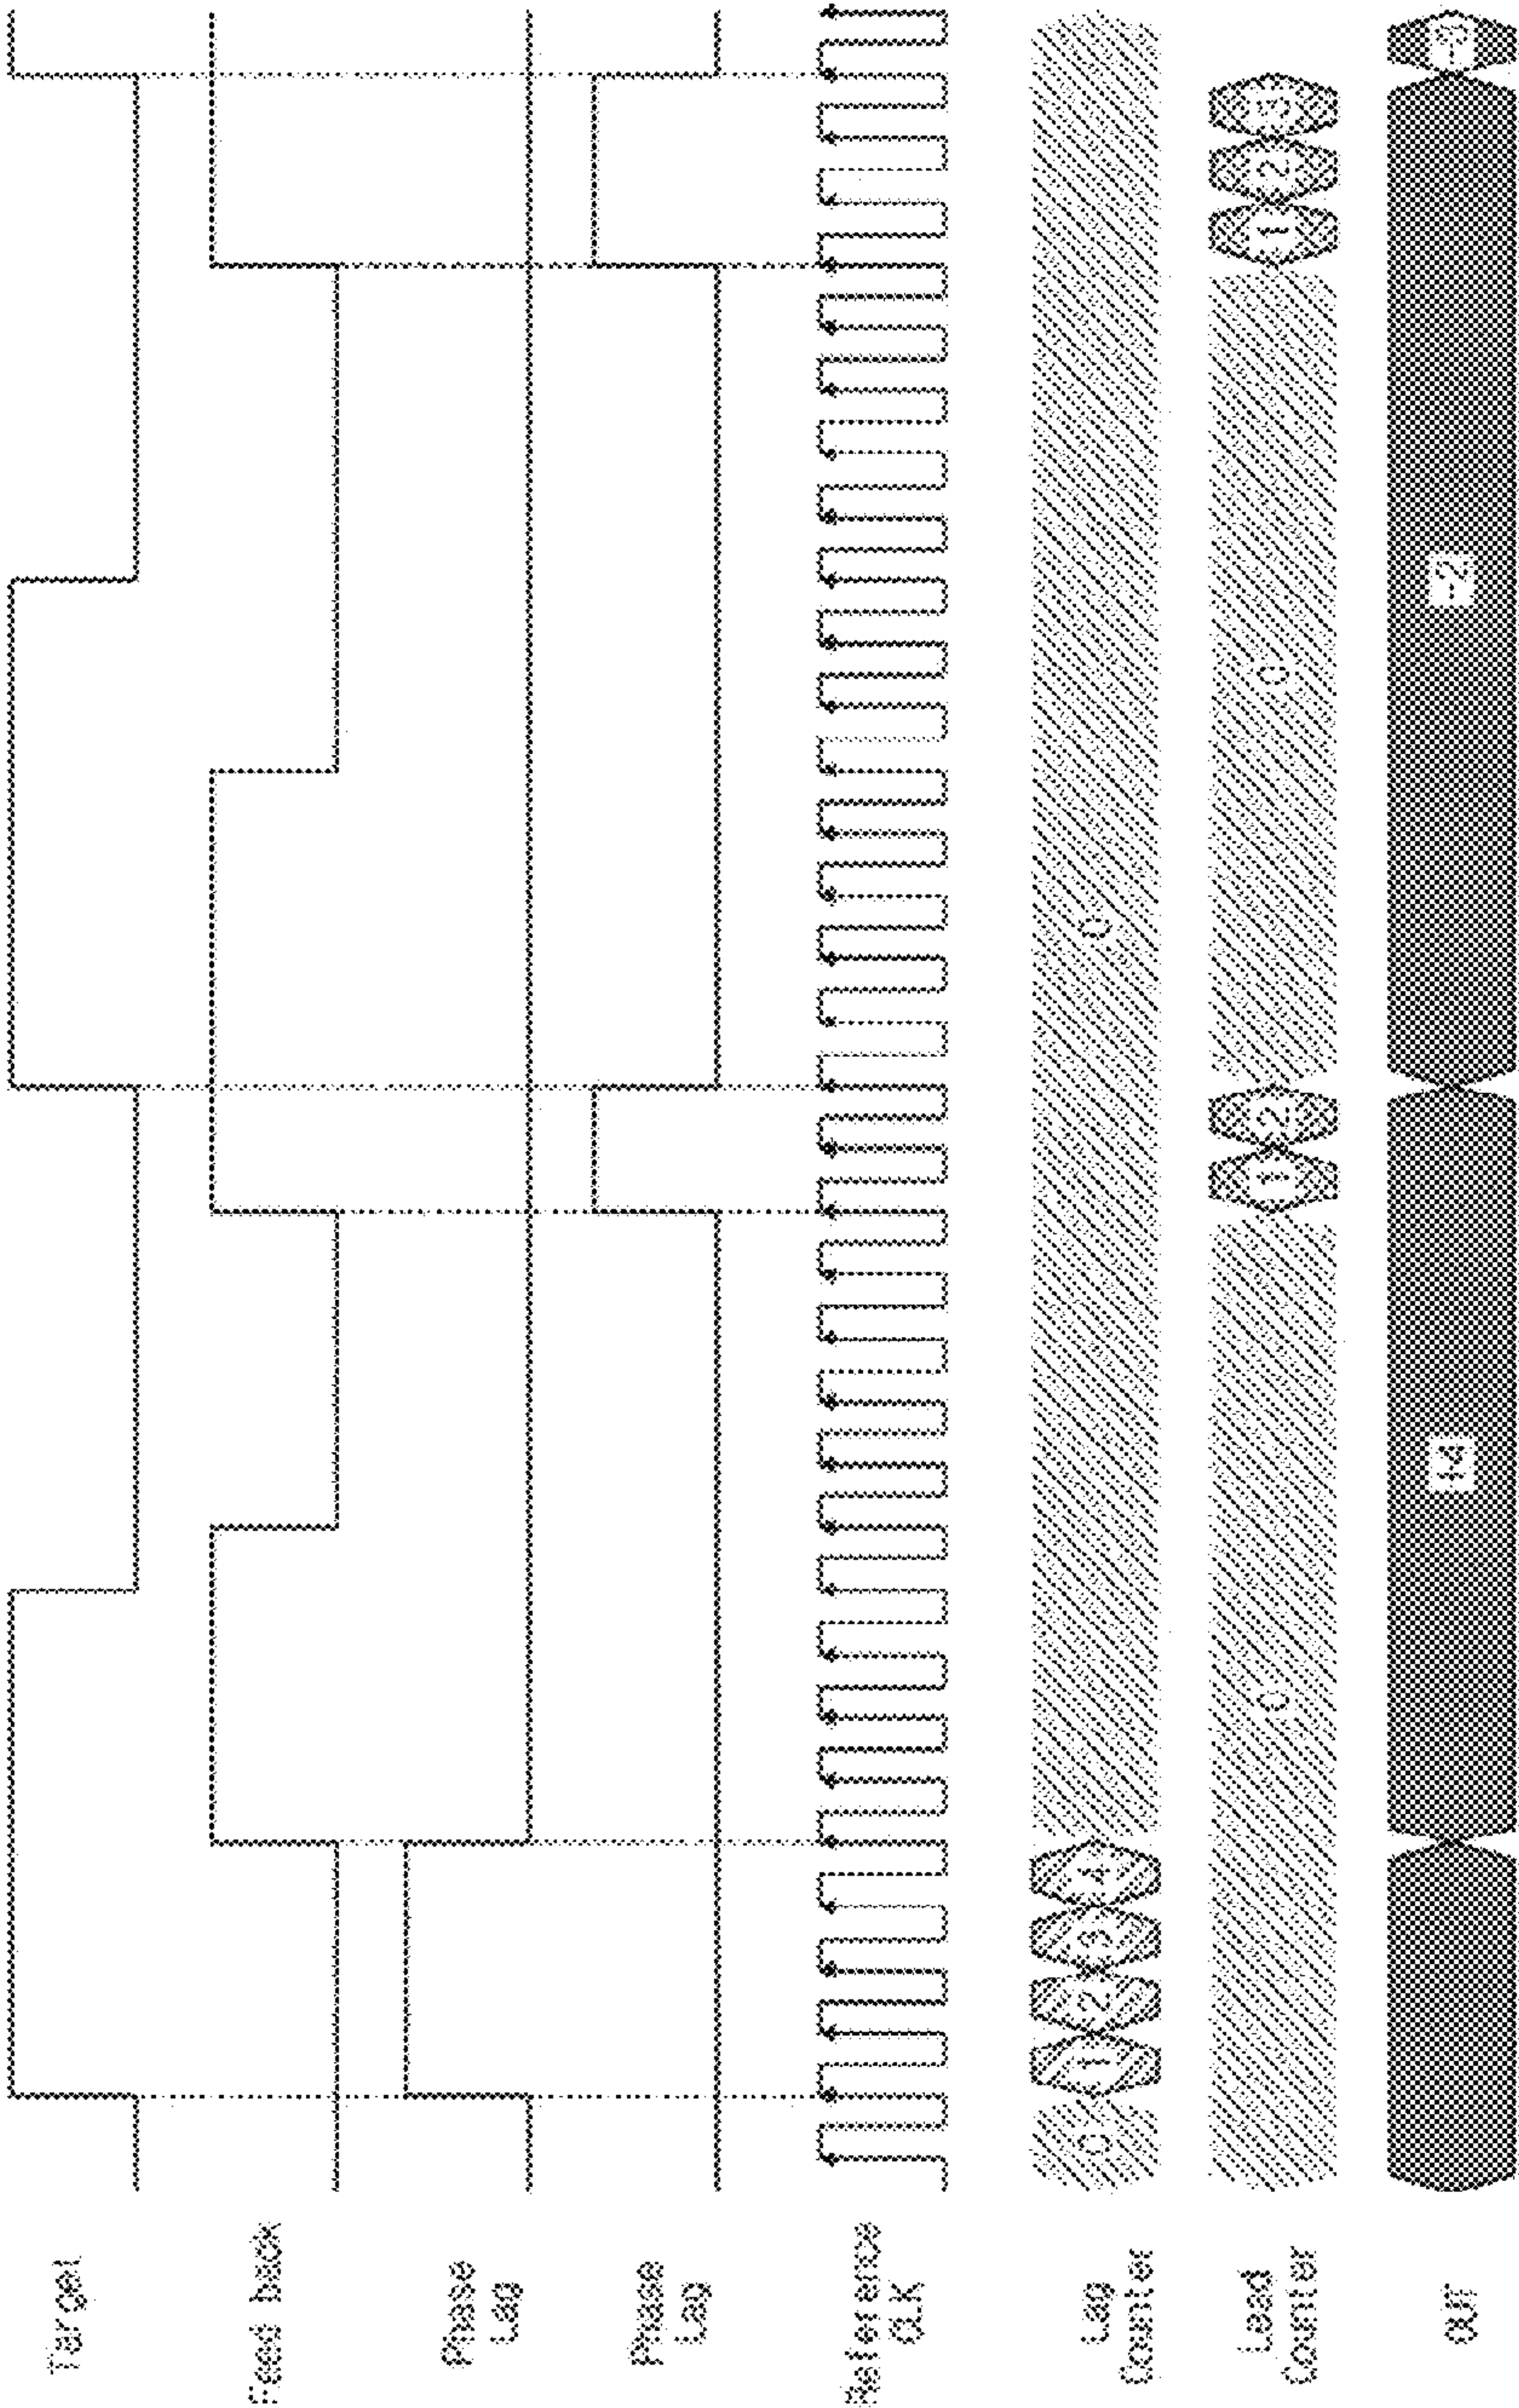 Target
Feed back
Phase
Lag
Phase
Lag
Reference
CLK
Lag
Counter
0
1
2
3
4
0
Lead
Counter
0
1
2
0
1
2
3
OUT
+4
-2
-3